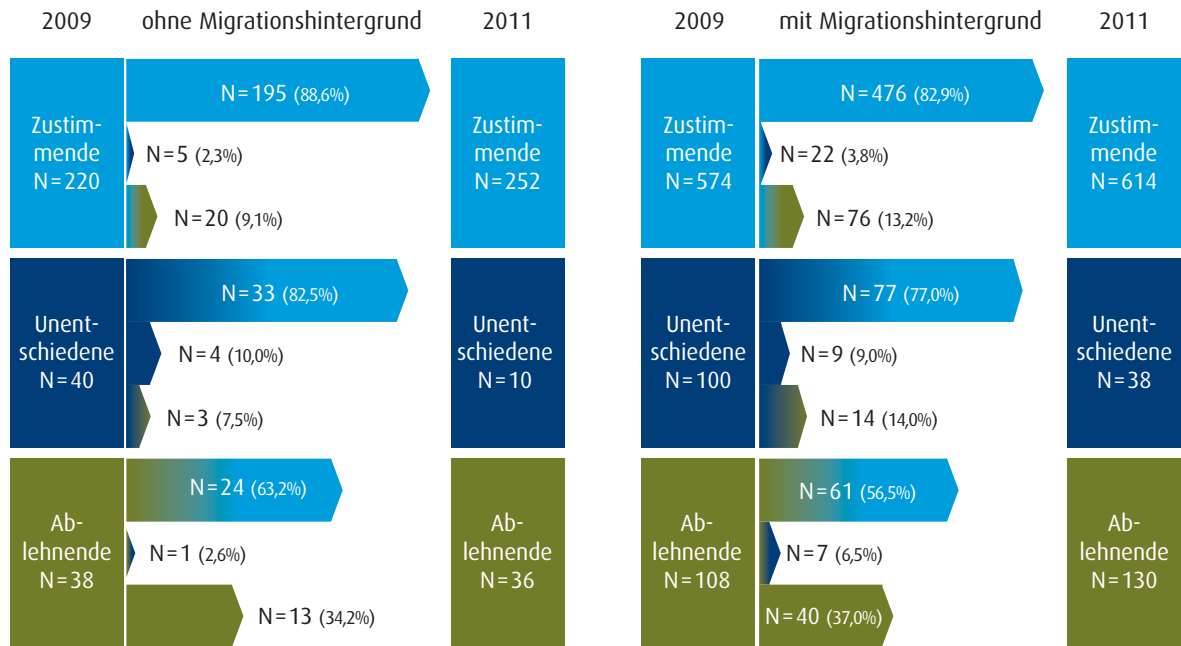 2009 ohne Migrationshintergrund 2011
Zustim-
mende
N=220
N=195 (88,6%)
N=5 (2,3%)
N=20 (9,1%)
Zustim-
mende
N=252
Unent-
schiedene
N=40
N=33 (82,5%)
N=4 (10,0%)
N=3 (7,5%)
Unent-
schiedene
N=10
Ab-
lehnende
N=38
N=24 (63,2%)
N=1 (2,6%)
N=13 (34,2%)
Ab-
lehnende
N=36
2009 mit Migrationshintergrund 2011
Zustim-
mende
N=574
N=476 (82,9%)
N=22 (3,8%)
N=76 (13,2%)
Zustim-
mende
N=614
Unent-
schiedene
N=100
N=77 (77,0%)
N=9 (9,0%)
N=14 (14,0%)
Unent-
schiedene
N=38
Ab-
lehnende
N=108
N=61 (56,5%)
N=7 (6,5%)
N=40 (37,0%)
Ab-
lehnende
N=130